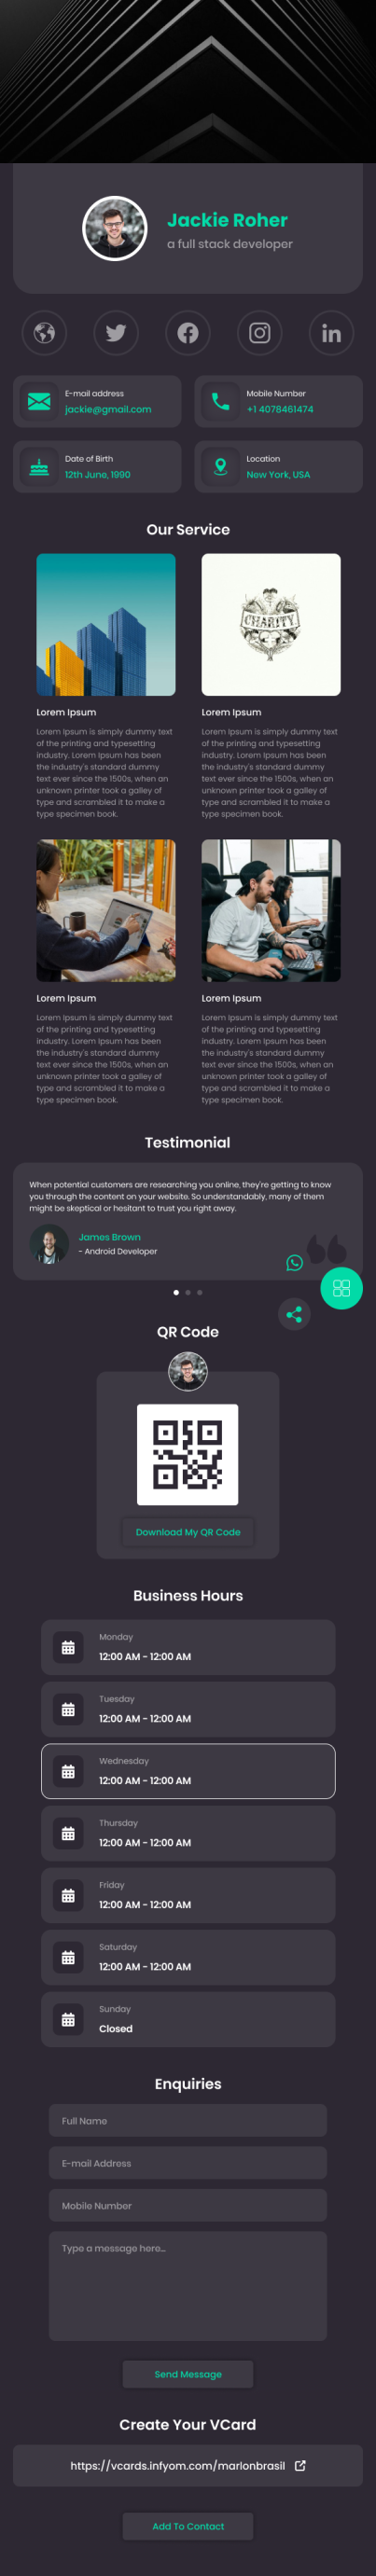 Jackie Roher
a full stack developer
E-mail address
jackie@gmail.com
Mobile Number
+1 4078461474
Date of Birth
12th June, 1990
Location
New York, USA
Our Service
CHARITY
Lorem Ipsum
Lorem Ipsum is simply dummy text
of the printing and typesetting
industry. Lorem Ipsum has been
the industry's standard dummy
text ever since the 1500s, when an
unknown printer took a galley of
type and scrambled it to make a
type specimen book.
Lorem Ipsum
Lorem Ipsum is simply dummy text
of the printing and typesetting
industry. Lorem Ipsum has been
the industry's standard dummy
text ever since the 1500s, when an
unknown printer took a galley of
type and scrambled it to make a
type specimen book.
Lorem Ipsum
Lorem Ipsum is simply dummy text
of the printing and typesetting
industry. Lorem Ipsum has been
the industry's standard dummy
text ever since the 1500s, when an
unknown printer took a galley of
type and scrambled it to make a
type specimen book.
Lorem Ipsum
Lorem Ipsum is simply dummy text
of the printing and typesetting
industry. Lorem Ipsum has been
the industry's standard dummy
text ever since the 1500s, when an
unknown printer took a galley of
type and scrambled it to make a
type specimen book.
Testimonial
When potential customers are researching you online, they're getting to know
you through the content on your website. So understandably, many of them
might be skeptical or hesitant to trust you right away.
James Brown
- Android Developer
QR Code
Download My QR Code
Business Hours
Monday
12:00 AM - 12:00 AM
Tuesday
12:00 AM - 12:00 AM
Wednesday
12:00 AM - 12:00 AM
Thursday
12:00 AM - 12:00 AM
Friday
12:00 AM - 12:00 AM
Saturday
12:00 AM - 12:00 AM
Sunday
Closed
Enquiries
Full Name
E-mail Address
Mobile Number
Type a message here...
Send Message
Create Your VCard
https://vcards.infyom.com/marlonbrasil
Add To Contact